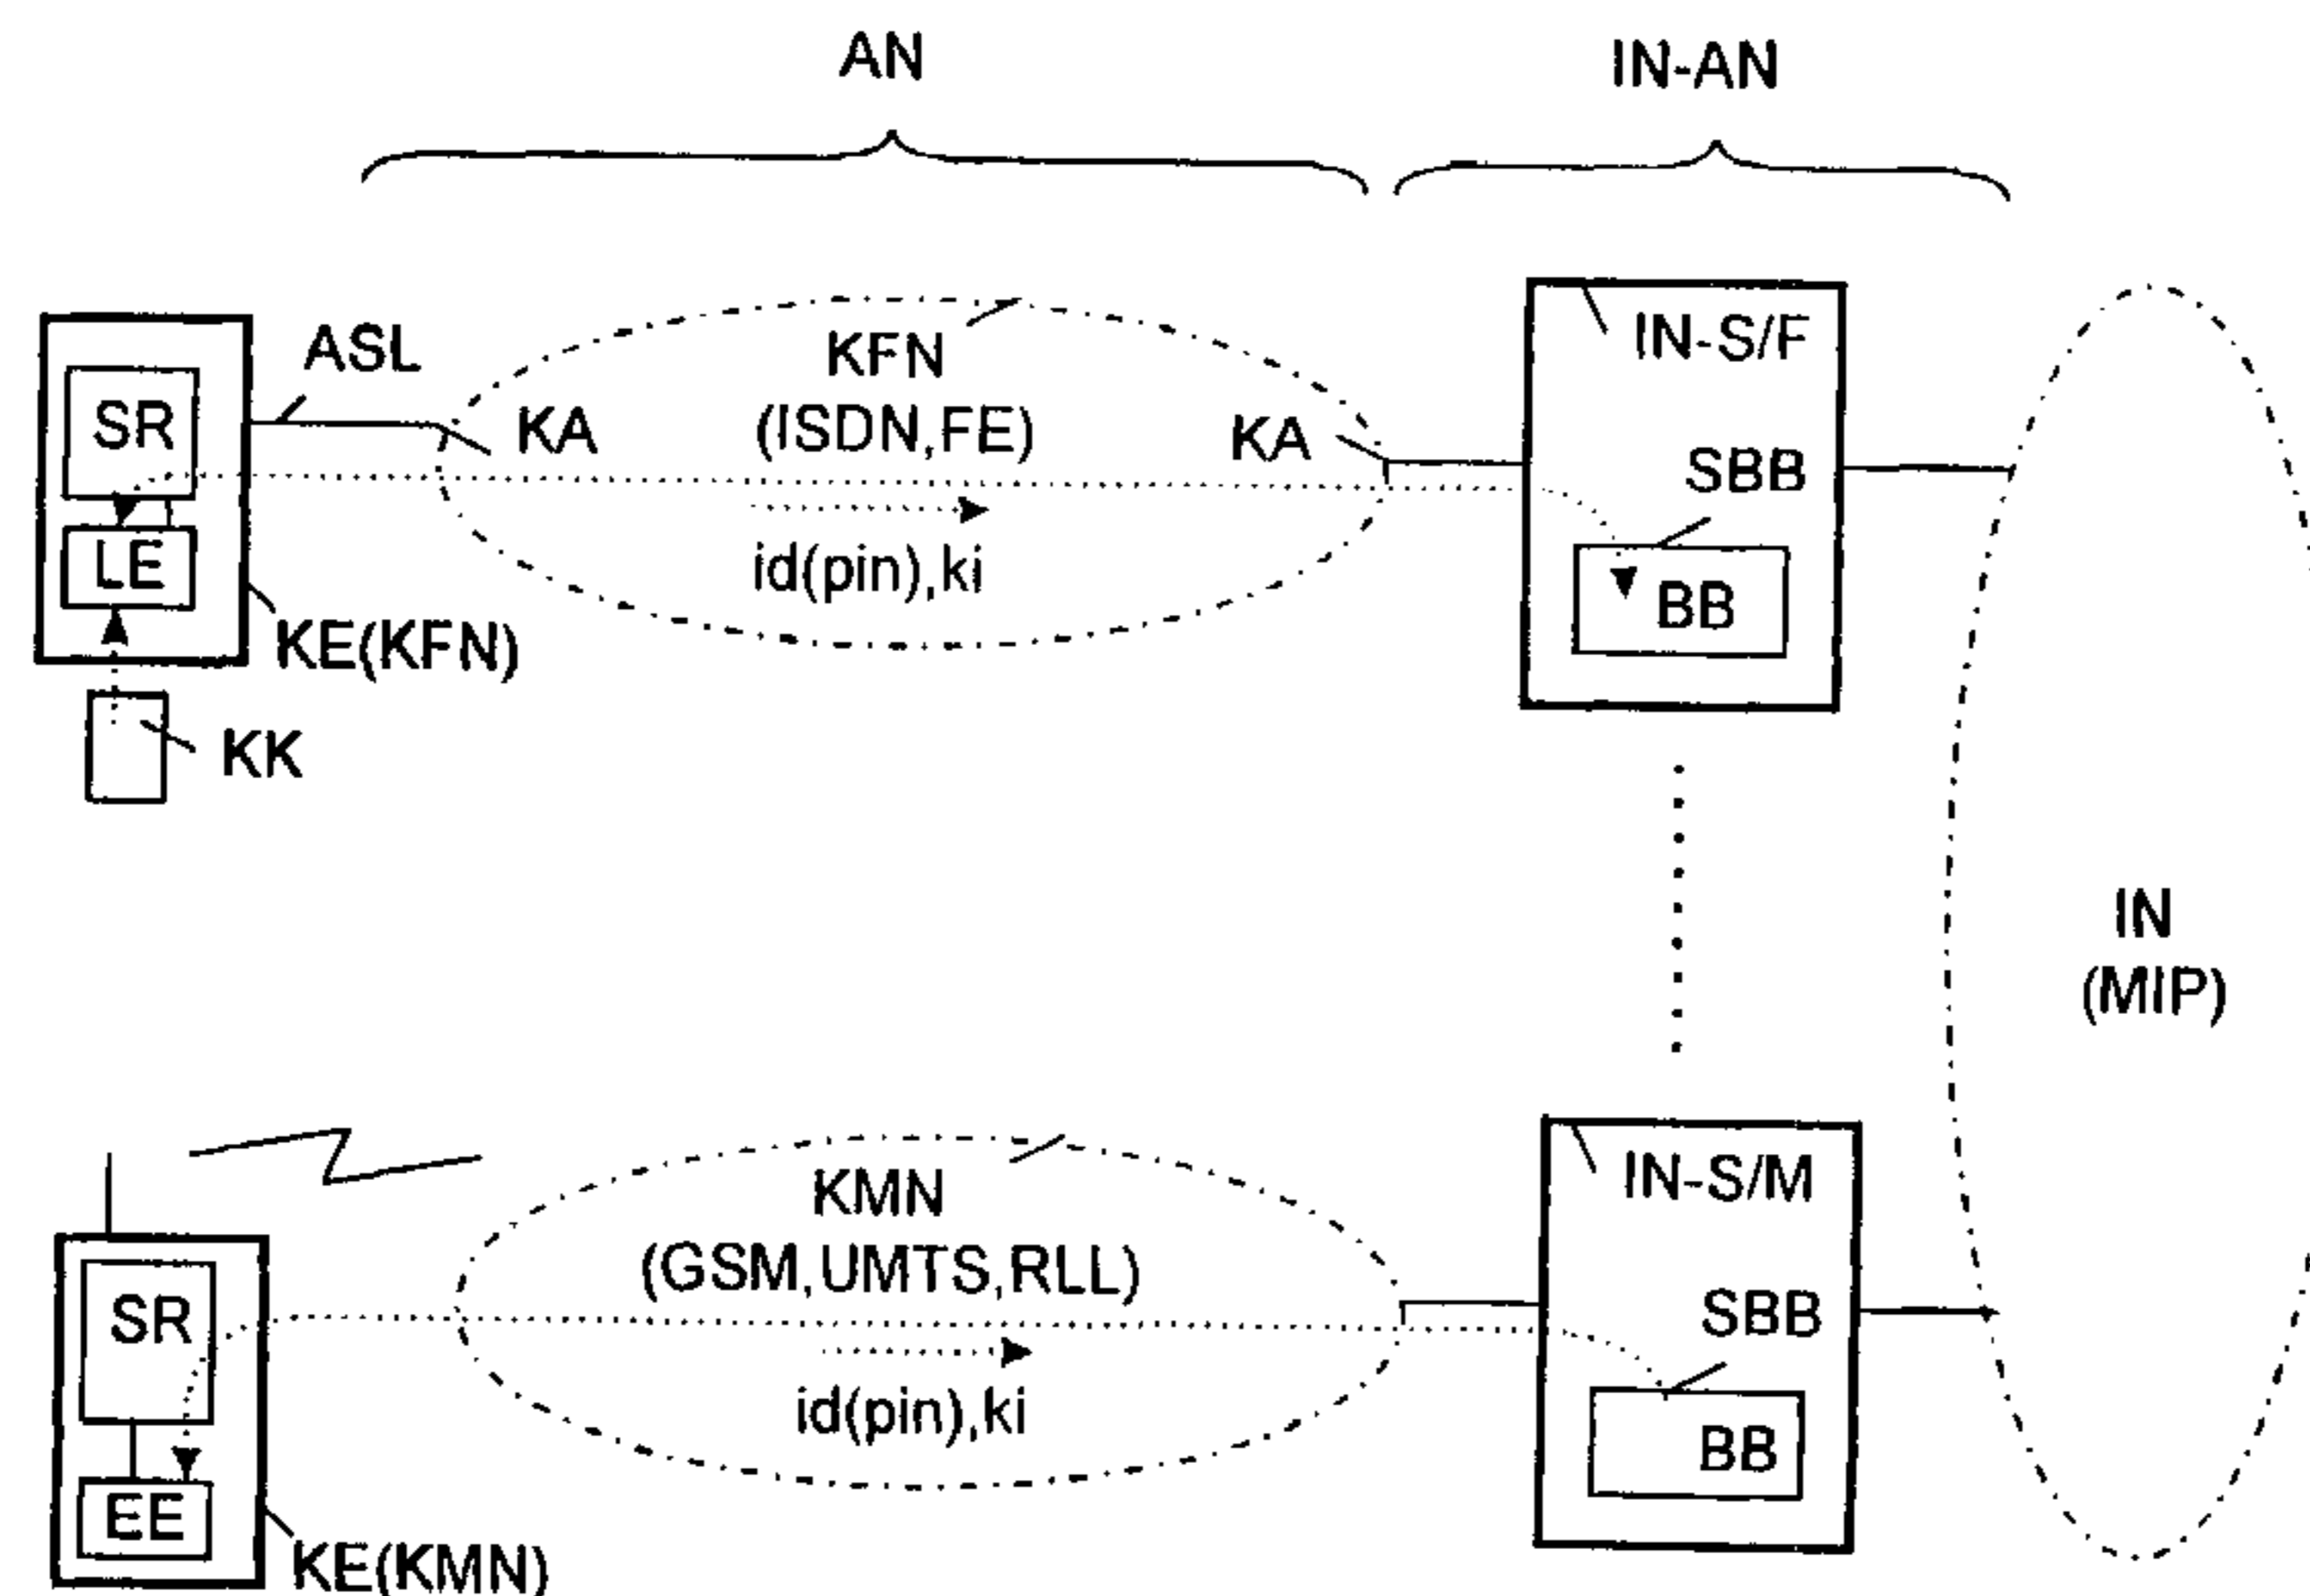 AN
IN-AN
ASL
KFN
(ISDN,FE)
KA
KA
SR
LE
id(pin),ki
KE(KFN)
KK
IN-S/F
SBB
BB
IN
(MIP)
KMN
(GSM,UMTS,RLL)
SR
EE
id(pin),ki
KE(KMN)
IN-S/M
SBB
BB